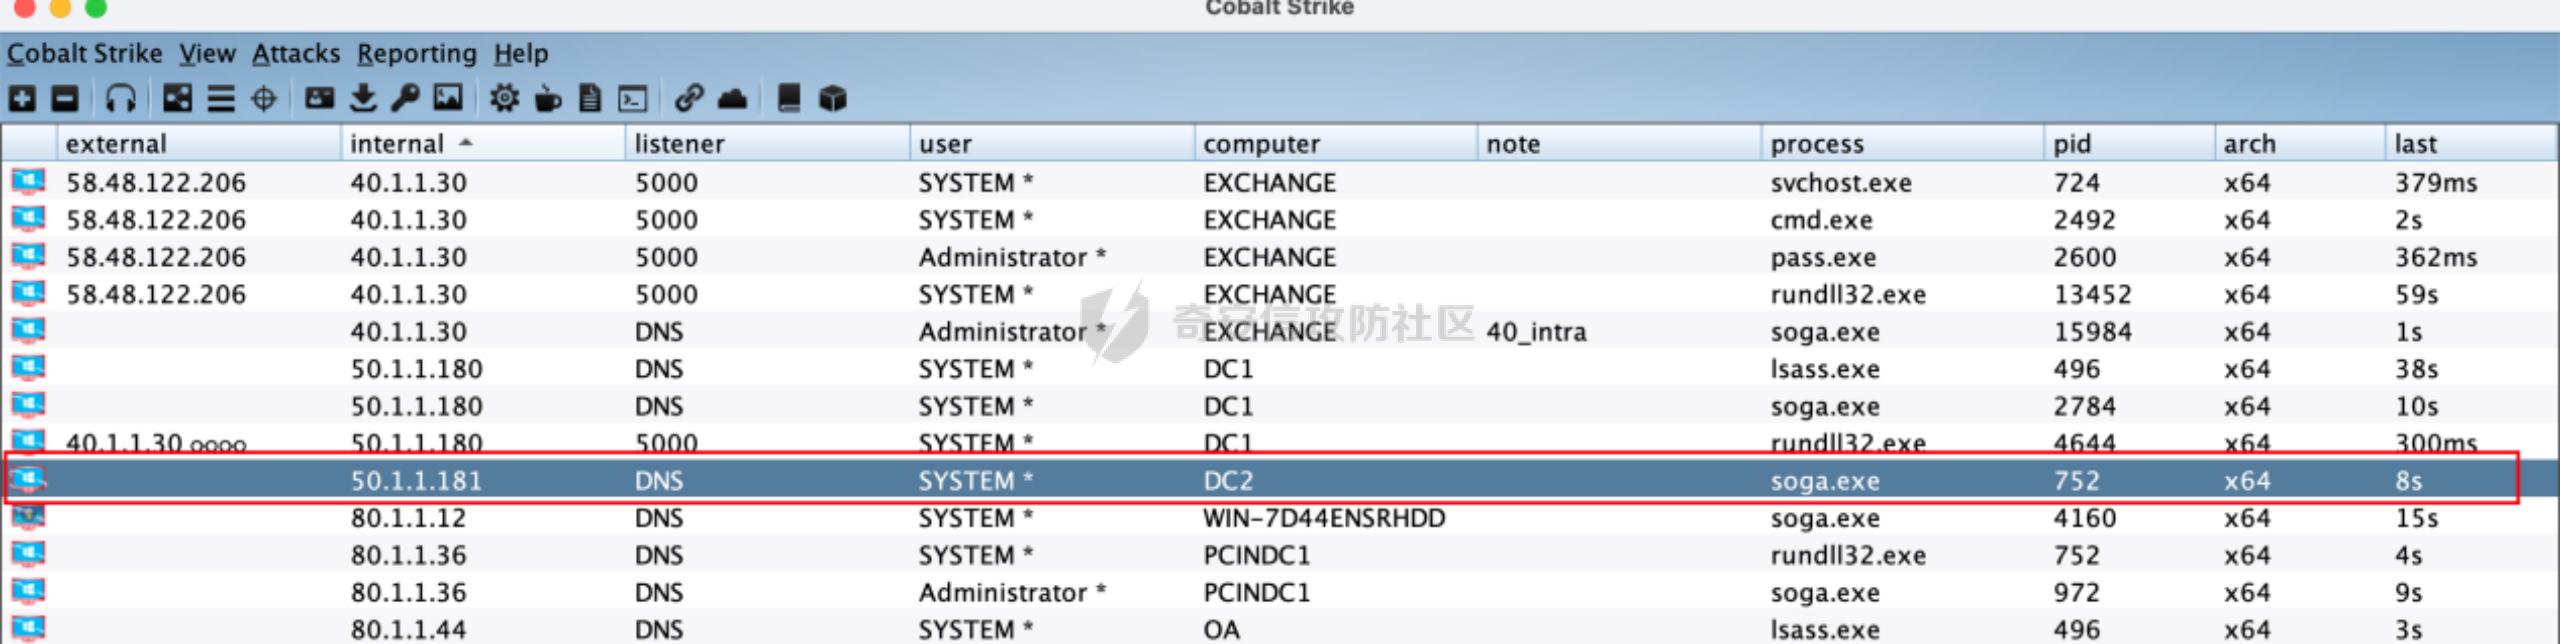 Cobalt Strike
Cobalt Strike View Attacks Reporting Help
external internal listener user computer note process pid arch last
58.48.122.206 40.1.1.30 5000 SYSTEM * EXCHANGE svchost.exe 724 x64 379ms
58.48.122.206 40.1.1.30 5000 SYSTEM * EXCHANGE cmd.exe 2492 x64 2s
58.48.122.206 40.1.1.30 5000 Administrator * EXCHANGE pass.exe 2600 x64 362ms
58.48.122.206 40.1.1.30 5000 SYSTEM * EXCHANGE rundll32.exe 13452 x64 59s
奇安信攻防社区
40.1.1.30 DNS Administrator * EXCHANGE 40_intra soga.exe 15984 x64 1s
50.1.1.180 DNS SYSTEM * DC1 lsass.exe 496 x64 38s
50.1.1.180 DNS SYSTEM * DC1 soga.exe 2784 x64 10s
40.1.1.30 ⚯⚯ 50.1.1.180 5000 SYSTEM * DC1 rundll32.exe 4644 x64 300ms
50.1.1.181 DNS SYSTEM * DC2 soga.exe 752 x64 8s
80.1.1.12 DNS SYSTEM * WIN-7D44ENSRHDD soga.exe 4160 x64 15s
80.1.1.36 DNS SYSTEM * PCINDC1 rundll32.exe 752 x64 4s
80.1.1.36 DNS Administrator * PCINDC1 soga.exe 972 x64 9s
80.1.1.44 DNS SYSTEM * OA lsass.exe 496 x64 3s